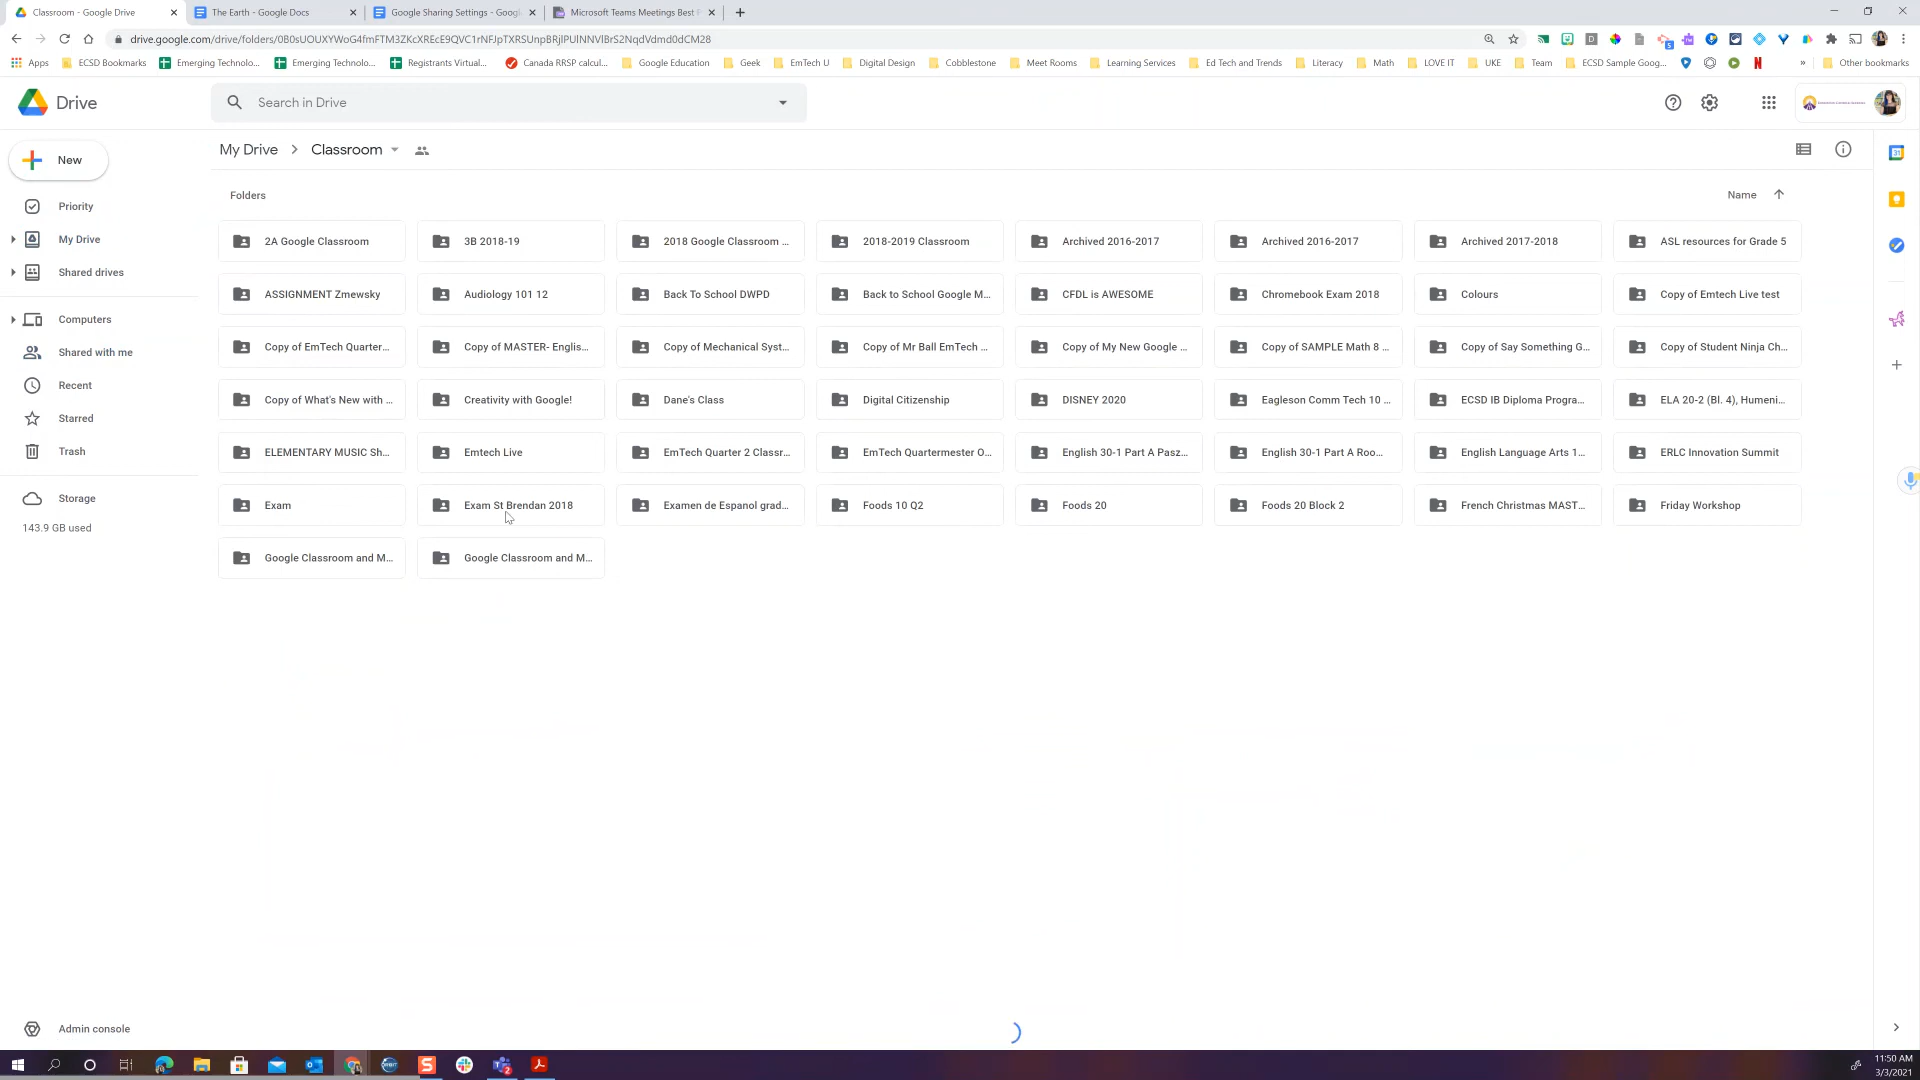 Classroom - Google Drive
The Earth - Google Docs
Google Sharing Settings - Googl
Microsoft Teams Meetings Best P
drive.google.com/drive/folders/0B0sUOUXYWoG4fmFTM3ZKcXREcE9QVC1rNFJpTXRSUnpBRjlPUlNNVlBrS2NqdVdmd0dCM28
Apps
ECSD Bookmarks
Emerging Technolo...
Emerging Technolo...
Registrants Virtual...
Canada RRSP calcul...
Google Education
Geek
EmTech U
Digital Design
Cobblestone
Meet Rooms
Learning Services
Ed Tech and Trends
Literacy
Math
LOVE IT
UKE
Team
ECSD Sample Goog...
» Other bookmarks
Drive
Search in Drive
My Drive > Classroom
New
Priority
My Drive
Shared drives
Computers
Shared with me
Recent
Starred
Trash
Storage
143.9 GB used
Admin console
Folders
Name
2A Google Classroom
3B 2018-19
2018 Google Classroom ...
2018-2019 Classroom
Archived 2016-2017
Archived 2016-2017
Archived 2017-2018
ASL resources for Grade 5
ASSIGNMENT Zmewsky
Audiology 101 12
Back To School DWPD
Back to School Google M...
CFDL is AWESOME
Chromebook Exam 2018
Colours
Copy of Emtech Live test
Copy of EmTech Quarter...
Copy of MASTER- Englis...
Copy of Mechanical Syst...
Copy of Mr Ball EmTech ...
Copy of My New Google ...
Copy of SAMPLE Math 8 ...
Copy of Say Something G...
Copy of Student Ninja Ch...
Copy of What's New with ...
Creativity with Google!
Dane's Class
Digital Citizenship
DISNEY 2020
Eagleson Comm Tech 10 ...
ECSD IB Diploma Progra...
ELA 20-2 (Bl. 4), Humeni...
ELEMENTARY MUSIC Sh...
Emtech Live
EmTech Quarter 2 Classr...
EmTech Quartermester O...
English 30-1 Part A Pasz...
English 30-1 Part A Roo...
English Language Arts 1...
ERLC Innovation Summit
Exam
Exam St Brendan 2018
Examen de Espanol grad...
Foods 10 Q2
Foods 20
Foods 20 Block 2
French Christmas MAST...
Friday Workshop
Google Classroom and M...
Google Classroom and M...
11:50 AM
3/3/2021